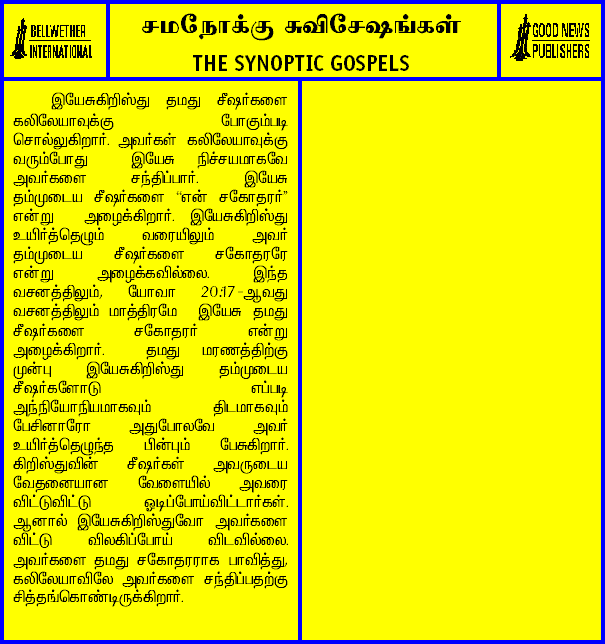 BELLWETHER
INTERNATIONAL
சமநோக்கு சுவிசேஷங்கள்
THE SYNOPTIC GOSPELS
GOOD NEWS
PUBLISHERS
இயேசுகிறிஸ்து தமது சீஷர்களை
கலிலேயாவுக்கு போகும்படி
சொல்லுகிறார். அவர்கள் கலிலேயாவுக்கு
வரும்போது இயேசு நிச்சயமாகவே
அவர்களை சந்திப்பார். இயேசு
தம்முடைய சீஷர்களை “என் சகோதரர்”
என்று அழைக்கிறார். இயேசுகிறிஸ்து
உயிர்த்தெழும் வரையிலும் அவர்
தம்முடைய சீஷர்களை சகோதரரே
என்று அழைக்கவில்லை. இந்த
வசனத்திலும், யோவா 20:17-ஆவது
வசனத்திலும் மாத்திரமே இயேசு தமது
சீஷர்களை சகோதரர் என்று
அழைக்கிறார். தமது மரணத்திற்கு
முன்பு இயேசுகிறிஸ்து தம்முடைய
சீஷர்களோடு எப்படி
அந்நியோநியமாகவும் திடமாகவும்
பேசினாரோ அதுபோலவே அவர்
உயிர்த்தெழுந்த பின்பும் பேசுகிறார்.
கிறிஸ்துவின் சீஷர்கள் அவருடைய
வேதனையான வேளையில் அவரை
விட்டுவிட்டு ஓடிப்போய்விட்டார்கள்.
ஆனால் இயேசுகிறிஸ்துவோ அவர்களை
விட்டு விலகிப்போய் விடவில்லை.
அவர்களை தமது சகோதரராக பாவித்து,
கலிலேயாவிலே அவர்களை சந்திப்பதற்கு
சித்தங்கொண்டிருக்கிறார்.